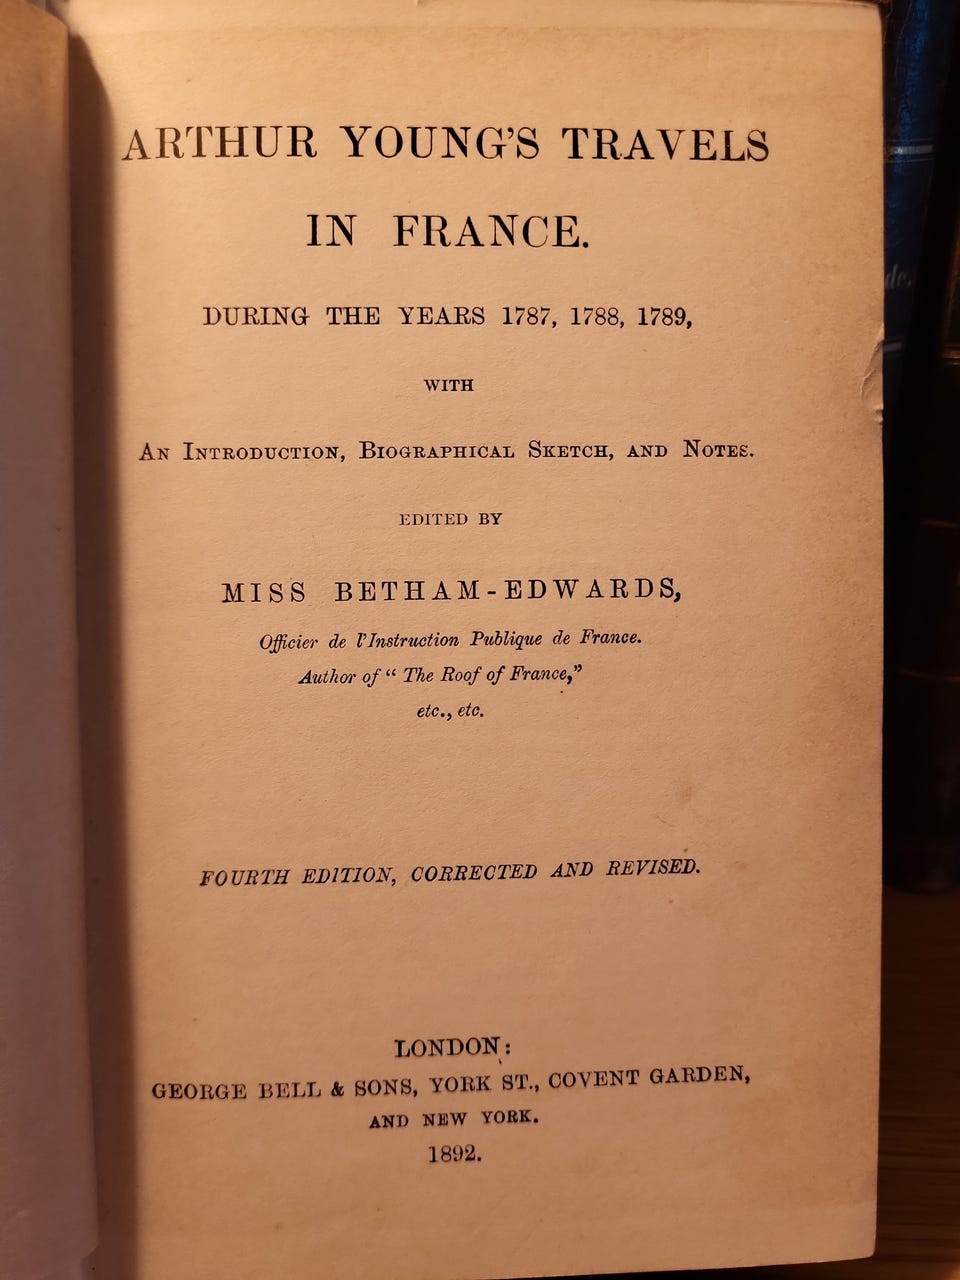 ARTHUR YOUNG'S TRAVELS
IN FRANCE.
DURING THE YEARS 1787, 1788, 1789,
WITH
AN INTRODUCTION, BIOGRAPHICAL SKETCH, AND NOTES.
EDITED BY
MISS BETHAM-EDWARDS,
Officier de l'Instruction Publique de France.
Author of "The Roof of France,"
etc., etc.
FOURTH EDITION, CORRECTED AND REVISED.
LONDON:
GEORGE BELL & SONS, YORK ST., COVENT GARDEN,
AND NEW YORK.
1892.